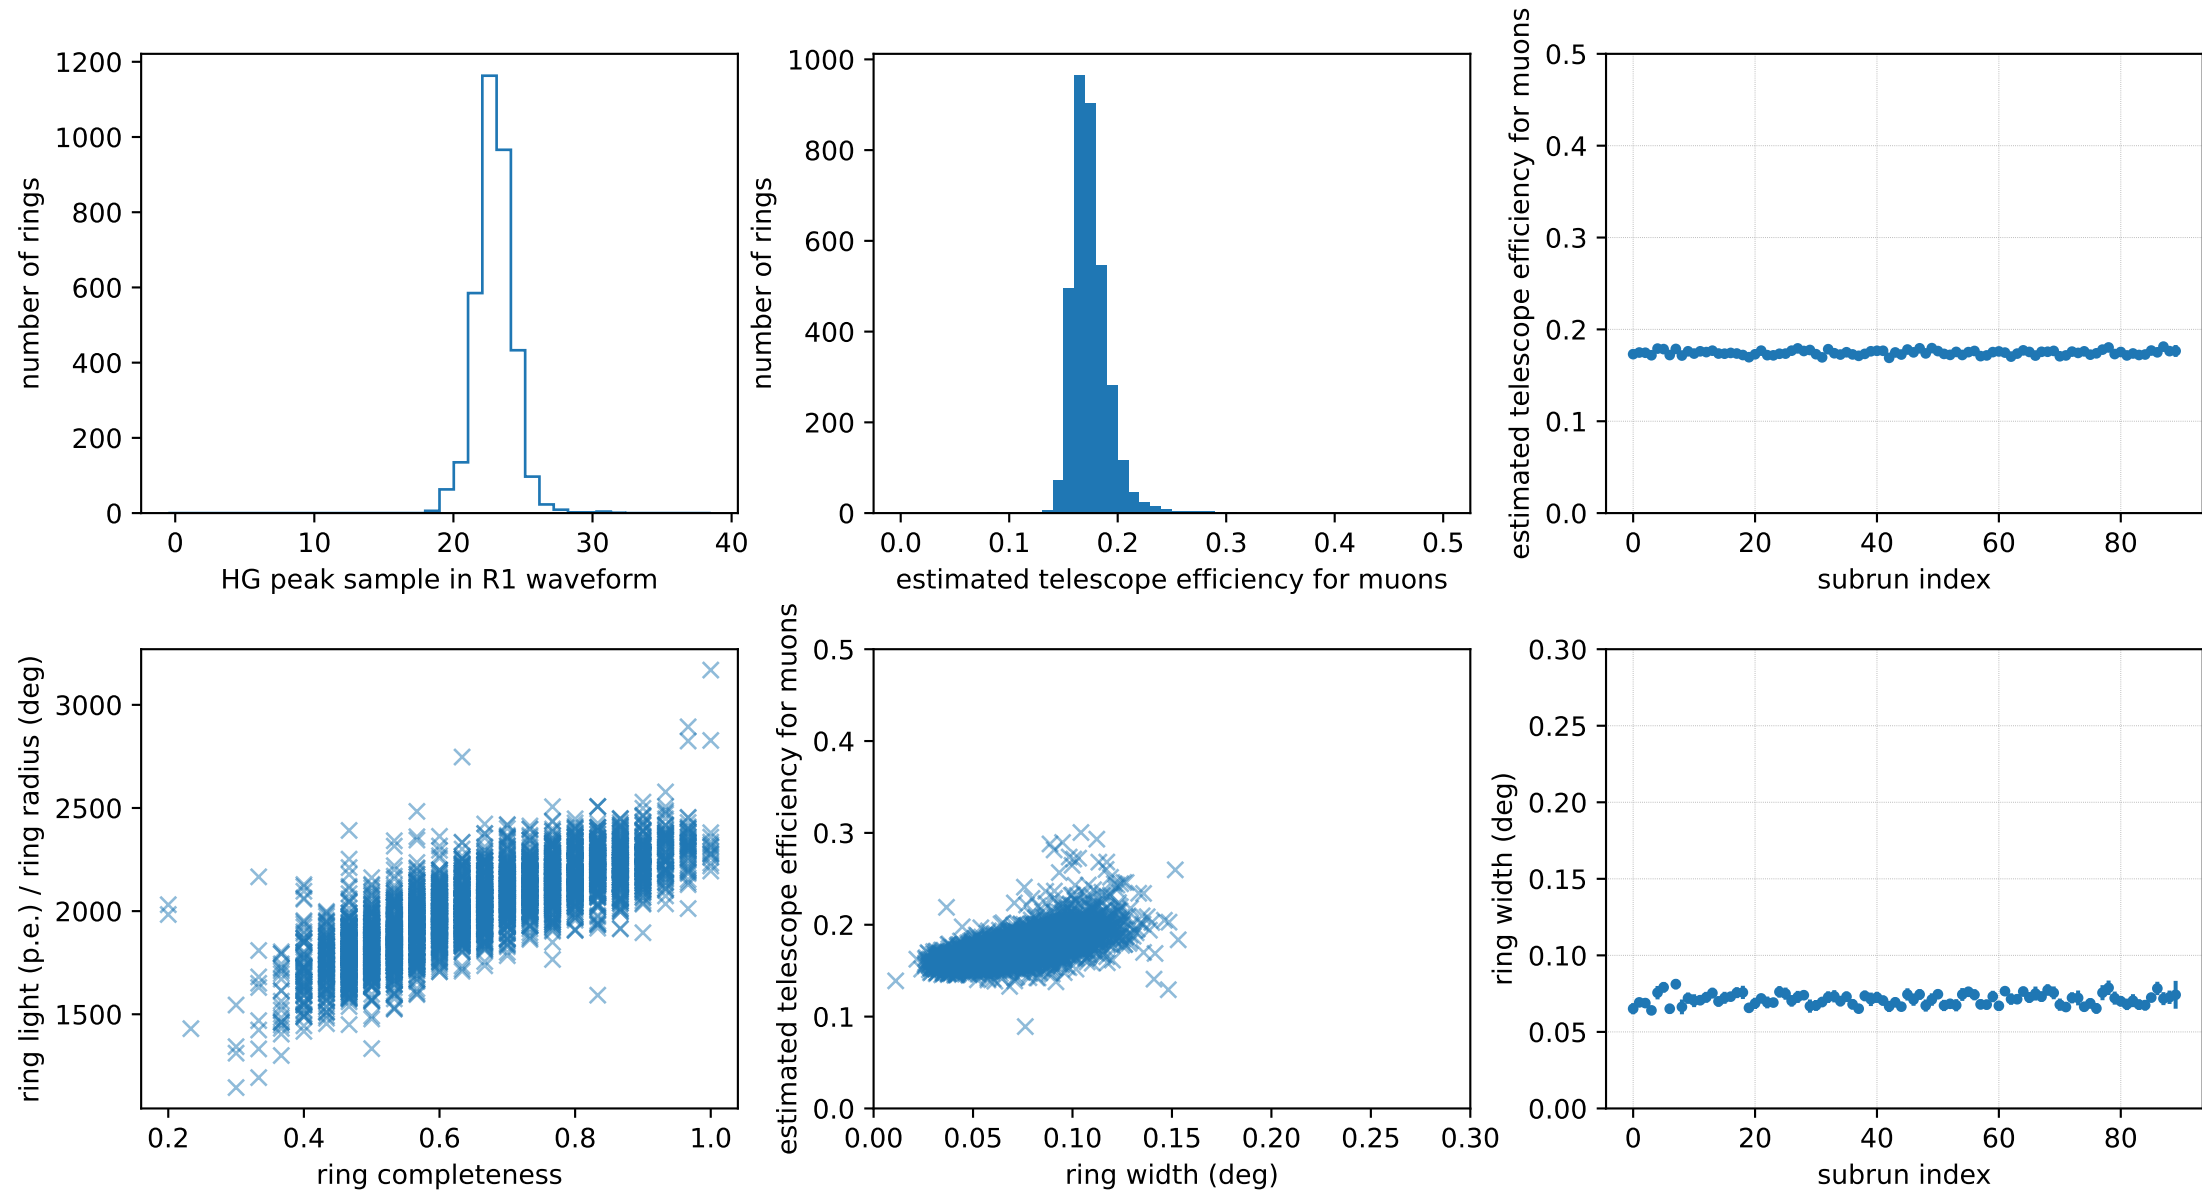 1200
1000
800
600
400
200
0
number of rings
0 10 20 30 40
HG peak sample in R1 waveform
1000
800
600
400
200
0
number of rings
0.0 0.1 0.2 0.3 0.4 0.5
estimated telescope efficiency for muons
0.5
0.4
0.3
0.2
0.1
0.0
estimated telescope efficiency for muons
0 20 40 60 80
subrun index
3000
2500
2000
1500
ring light (p.e.) / ring radius (deg)
0.2 0.4 0.6 0.8 1.0
ring completeness
0.5
0.4
0.3
0.2
0.1
0.0
estimated telescope efficiency for muons
0.00 0.05 0.10 0.15 0.20 0.25 0.30
ring width (deg)
0.30
0.25
0.20
0.15
0.10
0.05
0.00
ring width (deg)
0 20 40 60 80
subrun index